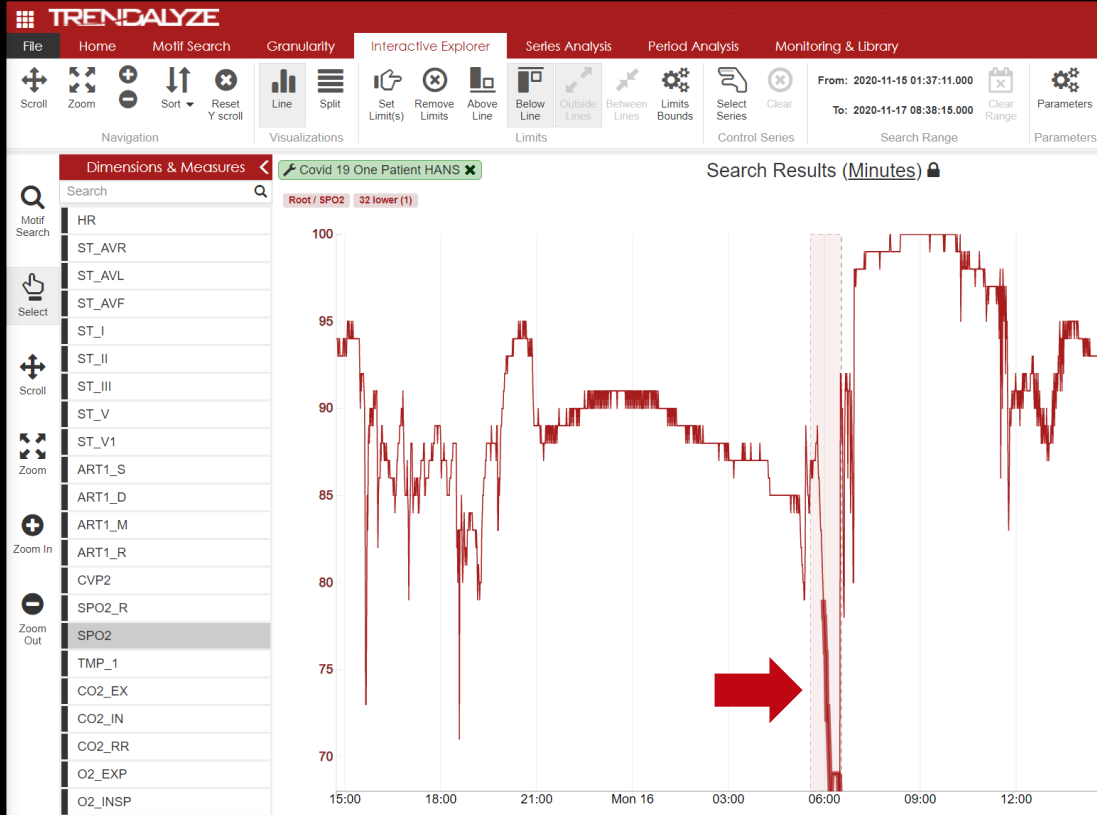 TRENDALYZE
File Home Motif Search Granularity Interactive Explorer Series Analysis Period Analysis Monitoring & Library
Scroll Zoom Sort Reset Y scroll
Navigation
Line Split
Visualizations
Set Limit(s) Remove Limits Above Line Below Line Outside Lines Between Lines Limits Bounds
Limits
Select Series Clear
Control Series
From: 2020-11-15 01:37:11.000
To: 2020-11-17 08:38:15.000
Clear Range
Search Range
Parameters
Parameters
Motif Search
Select
Scroll
Zoom
Zoom In
Zoom Out
Dimensions & Measures
Search
HR
ST_AVR
ST_AVL
ST_AVF
ST_I
ST_II
ST_III
ST_V
ST_V1
ART1_S
ART1_D
ART1_M
ART1_R
CVP2
SPO2_R
SPO2
TMP_1
CO2_EX
CO2_IN
CO2_RR
O2_EXP
O2_INSP
Covid 19 One Patient HANS
Search Results (Minutes)
Root / SPO2 32 lower (1)
100
95
90
85
80
75
70
15:00 18:00 21:00 Mon 16 03:00 06:00 09:00 12:00